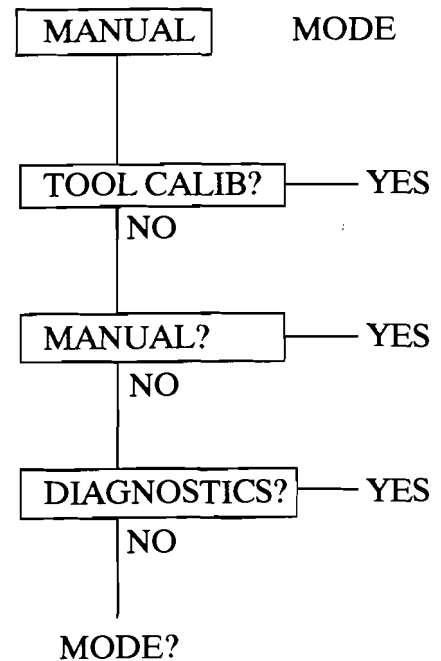 MANUAL MODE
TOOL CALIB? YES
NO
MANUAL? YES
NO
DIAGNOSTICS? YES
NO
MODE?